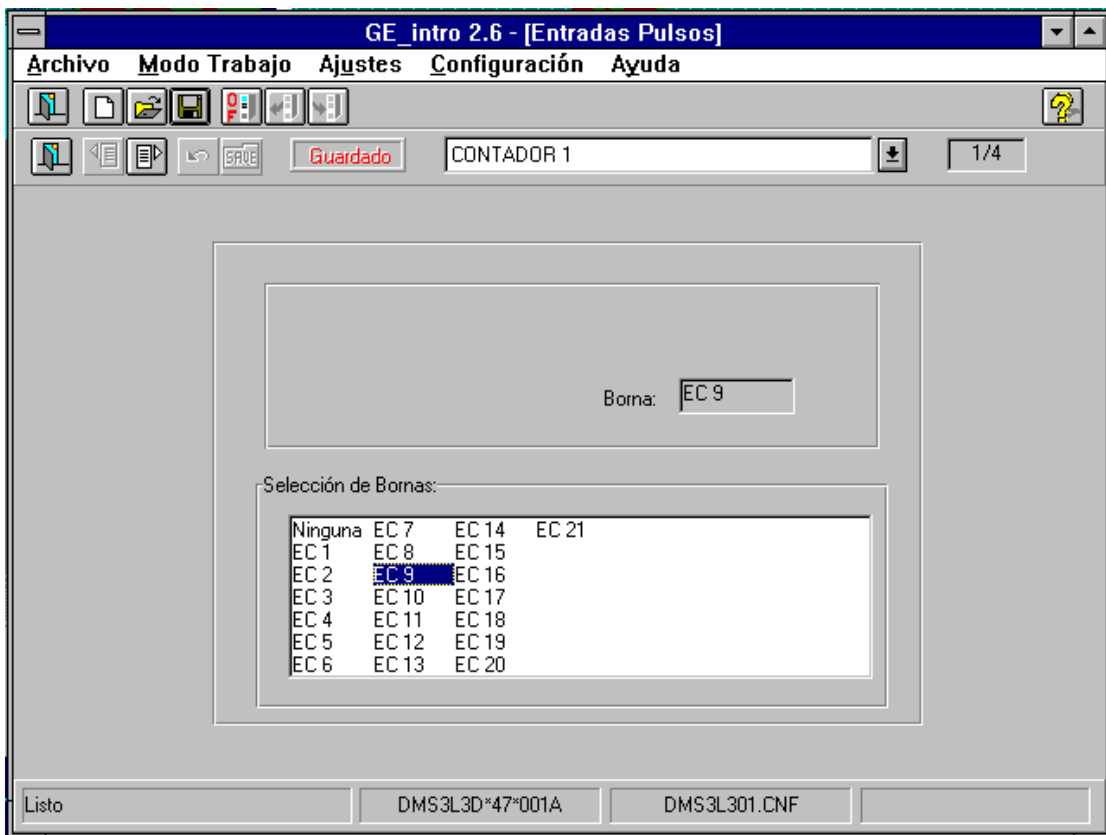 GE_intro 2.6 - [Entradas Pulsos]
Archivo Modo Trabajo Ajustes Configuración Ayuda
O
F
SAVE Guardado CONTADOR 1 1/4
Borna: EC 9
Selección de Bornas:
Ninguna EC 7 EC 14 EC 21
EC 1 EC 8 EC 15
EC 2 EC 9 EC 16
EC 3 EC 10 EC 17
EC 4 EC 11 EC 18
EC 5 EC 12 EC 19
EC 6 EC 13 EC 20
Listo DMS3L3D*47*001A DMS3L301.CNF